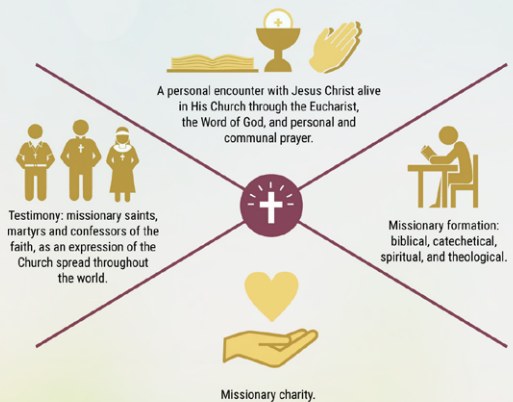 A personal encounter with Jesus Christ alive
in His Church through the Eucharist,
the Word of God, and personal and
communal prayer.
Testimony: missionary saints,
martyrs and confessors of the
faith, as an expression of the
Church spread throughout
the world.
Missionary formation:
biblical, catechetical,
spiritual, and theological.
Missionary charity.